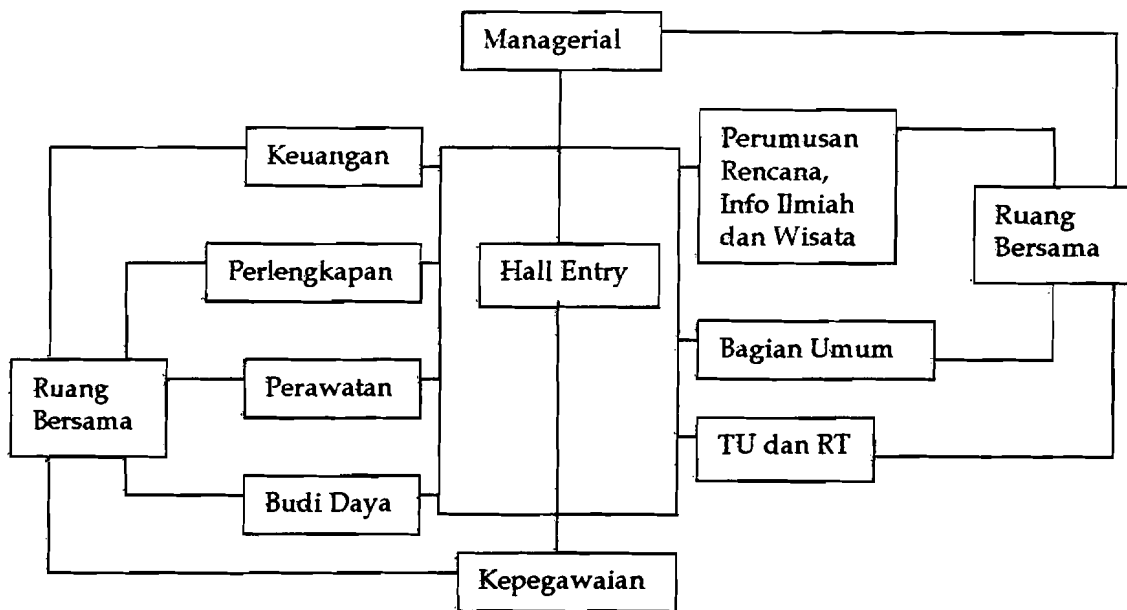 Managerial
Keuangan
Perumusan
Rencana,
Info Ilmiah
dan Wisata
Ruang
Bersama
Perlengkapan
Hall Entry
Bagian Umum
Ruang
Bersama
Perawatan
TU dan RT
Budi Daya
Kepegawaian